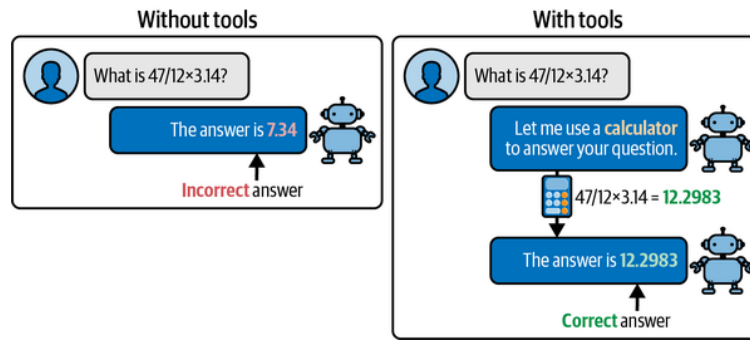 Without tools
What is 47/12×3.14?
The answer is 7.34
Incorrect answer
With tools
What is 47/12×3.14?
Let me use a calculator
to answer your question.
47/12×3.14 = 12.2983
The answer is 12.2983
Correct answer